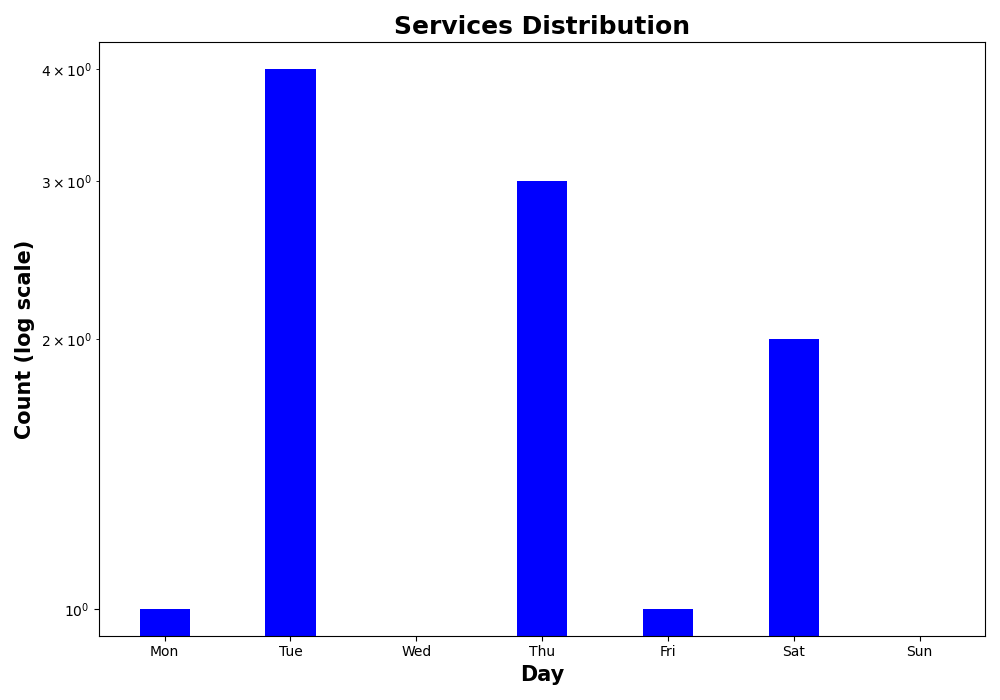 Services Distribution
Count (log scale)
4 × 10⁰
3 × 10⁰
2 × 10⁰
10⁰
Mon Tue Wed Thu Fri Sat Sun
Day